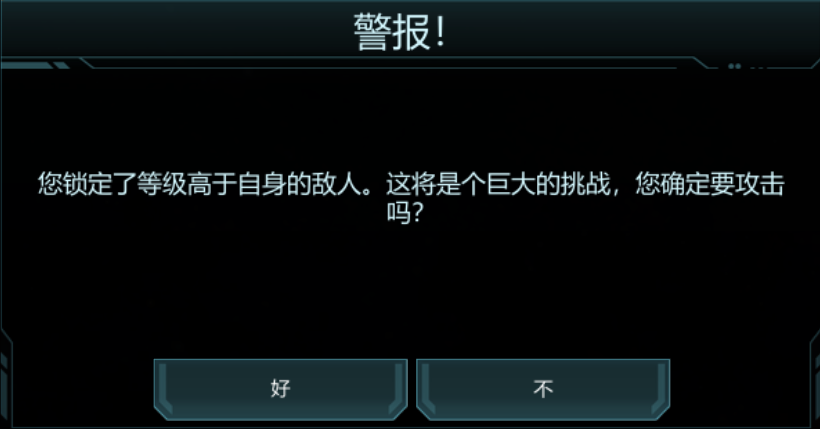 警报！
您锁定了等级高于自身的敌人。这将是个巨大的挑战，您确定要攻击
吗？
好
不